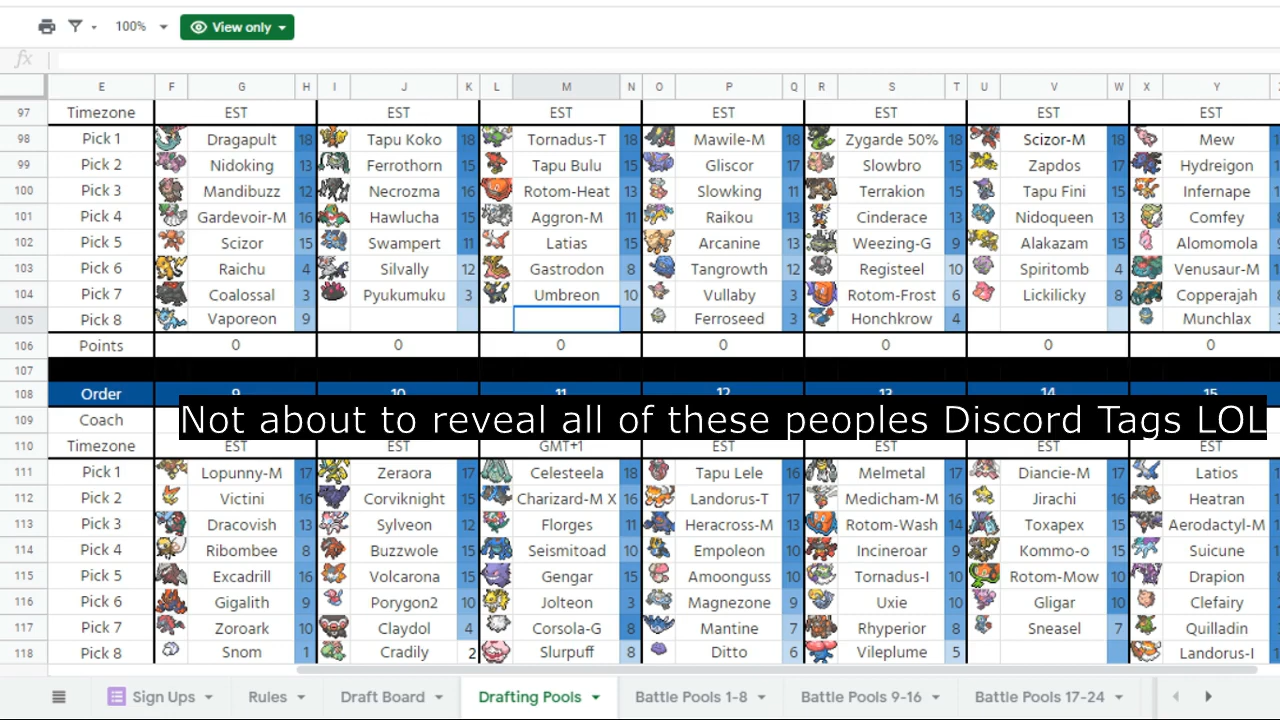 100% View only
fx
E F G H I J K L M N O P Q R S T U V W X Y
97 Timezone EST EST EST EST EST EST EST
98 Pick 1 Dragapult 18 Tapu Koko 18 Tornadus-T 18 Mawile-M 18 Zygarde 50% 18 Scizor-M 18 Mew
99 Pick 2 Nidoking 13 Ferrothorn 15 Tapu Bulu 15 Gliscor 17 Slowbro 15 Zapdos 17 Hydreigon
100 Pick 3 Mandibuzz 12 Necrozma 16 Rotom-Heat 13 Slowking 11 Terrakion 15 Tapu Fini 15 Infernape
101 Pick 4 Gardevoir-M 16 Hawlucha 15 Aggron-M 11 Raikou 13 Cinderace 13 Nidoqueen 13 Comfey
102 Pick 5 Scizor 15 Swampert 11 Latias 15 Arcanine 13 Weezing-G 9 Alakazam 15 Alomomola
103 Pick 6 Raichu 4 Silvally 12 Gastrodon 8 Tangrowth 12 Registeel 10 Spiritomb 4 Venusaur-M
104 Pick 7 Coalossal 3 Pyukumuku 3 Umbreon 10 Vullaby 3 Rotom-Frost 6 Lickilicky 8 Copperajah
105 Pick 8 Vaporeon 9 Ferroseed 3 Honchkrow 4 Munchlax
106 Points 0 0 0 0 0 0 0
107
108 Order 9 10 11 12 13 14 15
109 Coach
Not about to reveal all of these peoples Discord Tags LOL
110 Timezone EST EST GMT+1 EST EST EST EST
111 Pick 1 Lopunny-M 17 Zeraora 17 Celesteela 18 Tapu Lele 16 Melmetal 17 Diancie-M 17 Latios
112 Pick 2 Victini 16 Corviknight 15 Charizard-M X 16 Landorus-T 17 Medicham-M 16 Jirachi 16 Heatran
113 Pick 3 Dracovish 13 Sylveon 12 Florges 11 Heracross-M 13 Rotom-Wash 14 Toxapex 15 Aerodactyl-M
114 Pick 4 Ribombee 8 Buzzwole 15 Seismitoad 10 Empoleon 10 Incineroar 9 Kommo-o 15 Suicune
115 Pick 5 Excadrill 16 Volcarona 15 Gengar 15 Amoonguss 10 Tornadus-I 10 Rotom-Mow 10 Drapion
116 Pick 6 Gigalith 9 Porygon2 10 Jolteon 3 Magnezone 9 Uxie 10 Gligar 10 Clefairy
117 Pick 7 Zoroark 10 Claydol 4 Corsola-G 8 Mantine 7 Rhyperior 8 Sneasel 7 Quilladin
118 Pick 8 Snom 1 Cradily 2 Slurpuff 8 Ditto 6 Vileplume 5 Landorus-I
Sign Ups Rules Draft Board Drafting Pools Battle Pools 1-8 Battle Pools 9-16 Battle Pools 17-24